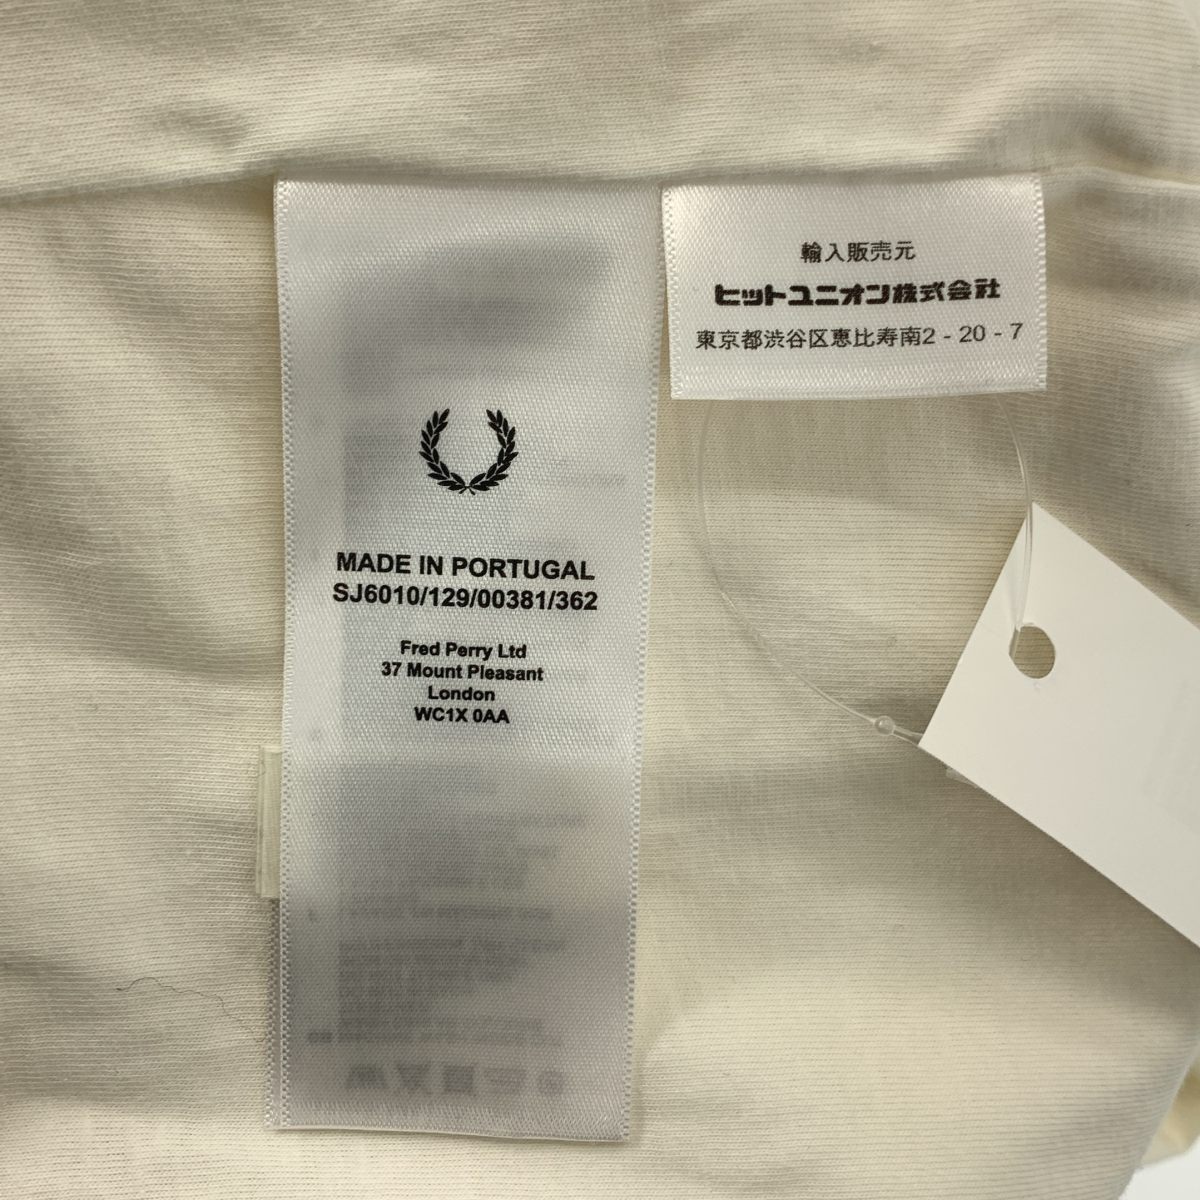 輸入販売元
ヒットユニオン株式会社
東京都渋谷区恵比寿南2 - 20 - 7
MADE IN PORTUGAL
SJ6010/129/00381/362
Fred Perry Ltd
37 Mount Pleasant
London
WC1X 0AA